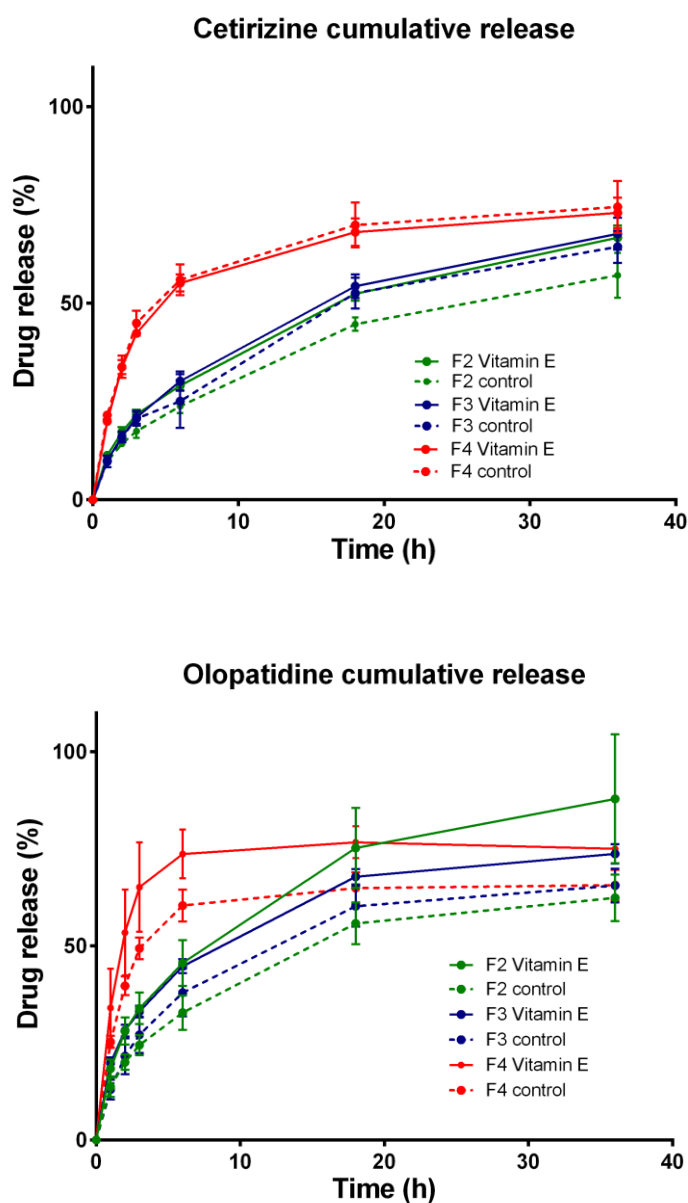 Cetirizine cumulative release
100
50
0
Drug release (%)
F2 Vitamin E
F2 control
F3 Vitamin E
F3 control
F4 Vitamin E
F4 control
0 10 20 30 40
Time (h)
Olopatidine cumulative release
100
50
0
Drug release (%)
F2 Vitamin E
F2 control
F3 Vitamin E
F3 control
F4 Vitamin E
F4 control
0 10 20 30 40
Time (h)